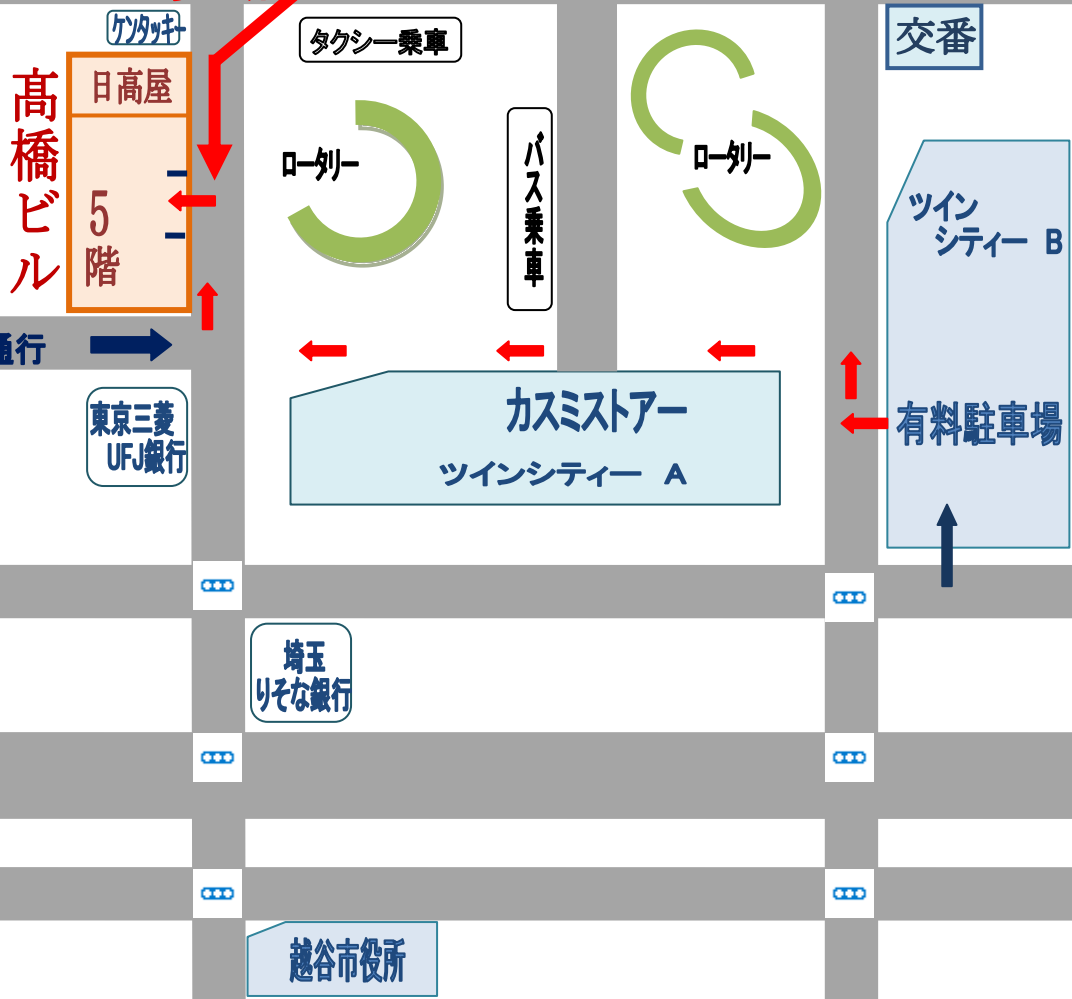 ケンタッキー
タクシー乗車
交番
日高屋
髙橋ビル
5
階
ロータリー
バス乗車
ロータリー
ツイン
シティー B
通行
カスミストアー
ツインシティー A
有料駐車場
東京三菱
UFJ銀行
埼玉
りそな銀行
越谷市役所